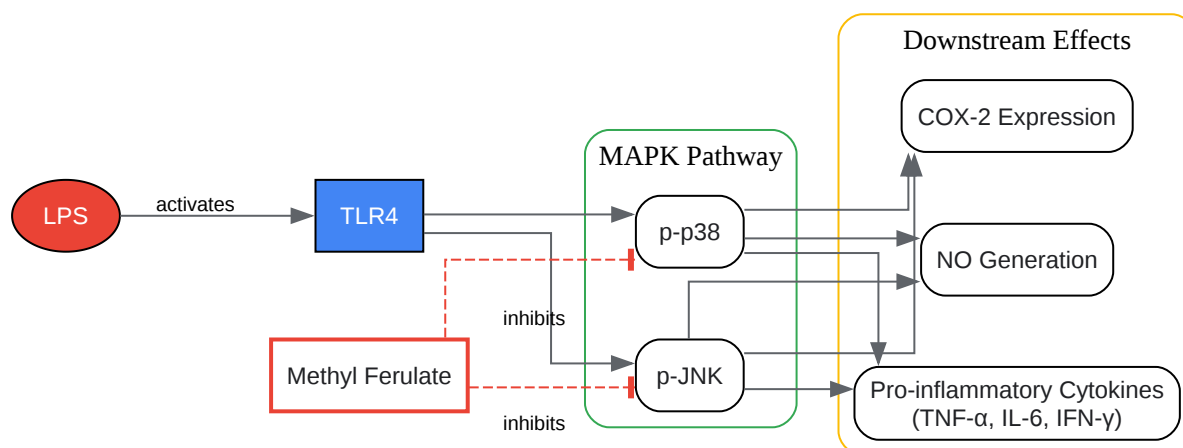 Downstream Effects
COX-2 Expression
MAPK Pathway
LPS
activates
TLR4
p-p38
NO Generation
inhibits
Methyl Ferulate
p-JNK
Pro-inflammatory Cytokines
(TNF-α, IL-6, IFN-γ)
inhibits